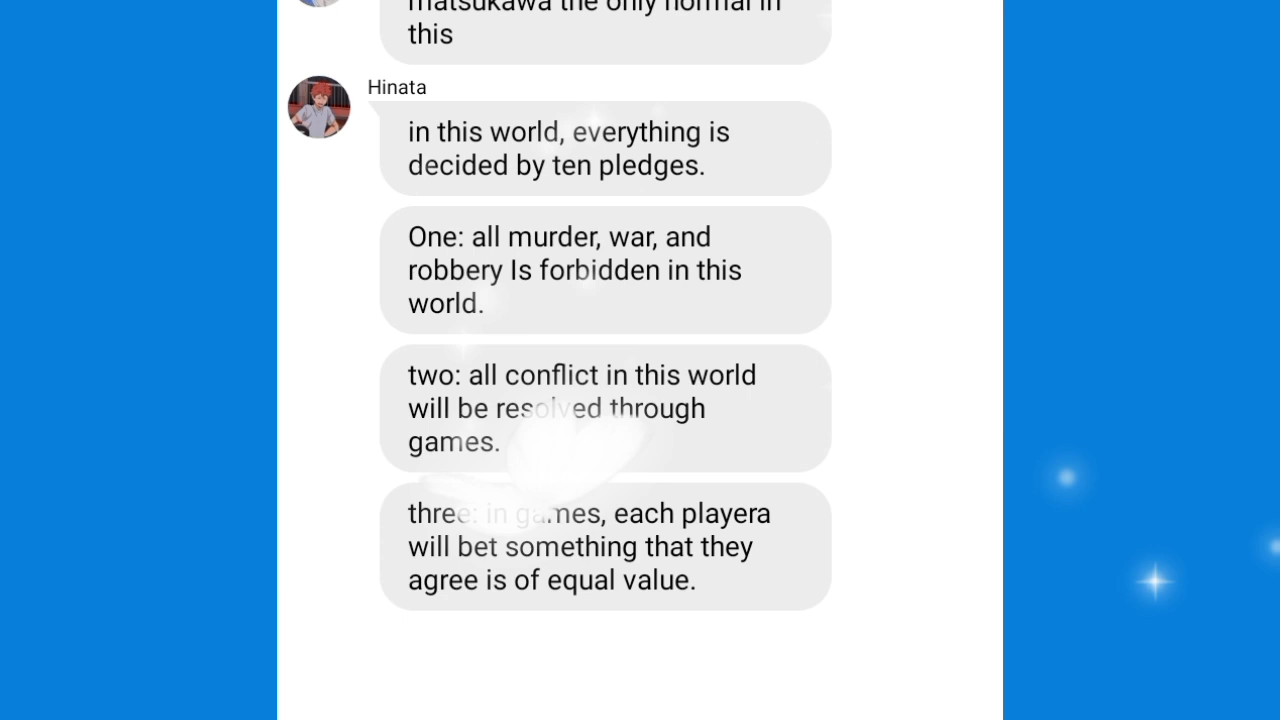 matsukawa the only normal in
this
Hinata
in this world, everything is
decided by ten pledges.
One: all murder, war, and
robbery Is forbidden in this
world.
two: all conflict in this world
will be resolved through
games.
three: in games, each playera
will bet something that they
agree is of equal value.